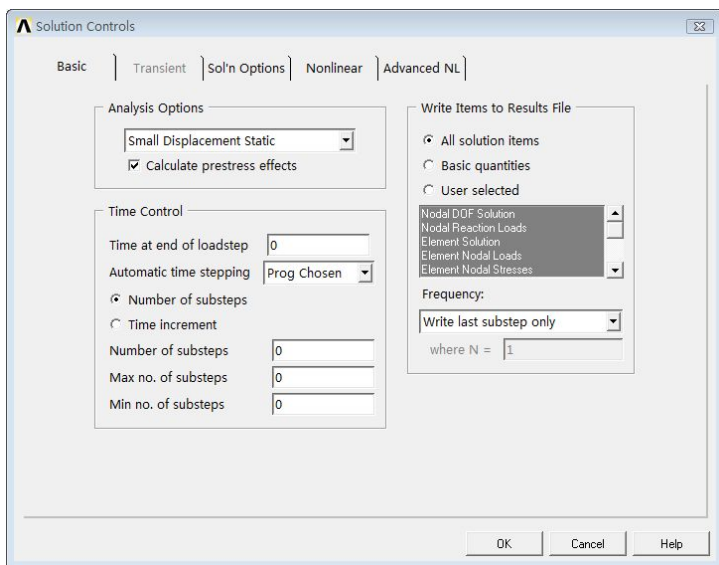 Solution Controls
Basic
Transient
Sol'n Options
Nonlinear
Advanced NL
Analysis Options
Small Displacement Static
Calculate prestress effects
Time Control
Time at end of loadstep 0
Automatic time stepping Prog Chosen
Number of substeps
Time increment
Number of substeps 0
Max no. of substeps 0
Min no. of substeps 0
Write Items to Results File
All solution items
Basic quantities
User selected
Nodal DOF Solution
Nodal Reaction Loads
Element Solution
Element Nodal Loads
Element Nodal Stresses
Frequency:
Write last substep only
where N = 1
OK
Cancel
Help